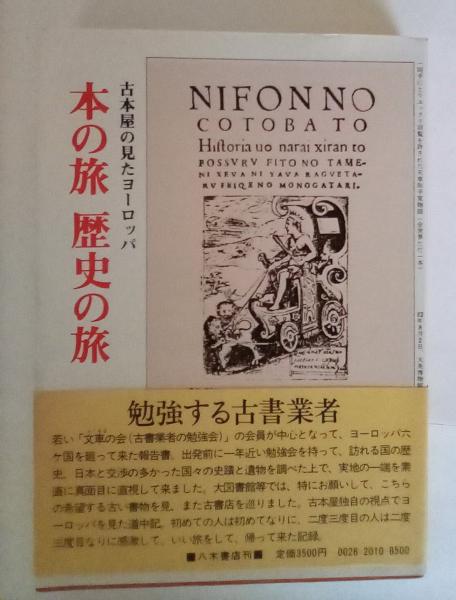 古本屋の見たヨーロッパ
本の旅 歴史の旅
NIFON NO
COTOBA TO
Historia uo narai xiran to
FOSSVRV FITO NO TAME-
NI XEVA NI YAVA RAGVETA-
RV FEIQE NO MONOGATARI.
勉強する古書業者
若い「文車の会（古書業者の勉強会）」の会員が中心となって、ヨーロッパ六
ケ国を廻って来た報告書。出発前に一年近い勉強会を持って、訪れる国の歴
史、日本と交渉の多かった国々の史蹟と遺物を調べた上で、実地の一端を素
直に真面目に直視して来ました。大図書館等では、特にお願いして、こちら
の希望する古い書物を見、また古書店を巡りました。古本屋独自の視点でヨ
ーロッパを見た道中記。初めての人は初めてなりに、二度三度目の人は二度
三度目なりに感激して、いい旅をして、帰って来た記録。
■八木書店刊■ 定価3500円 0026 2010 8500